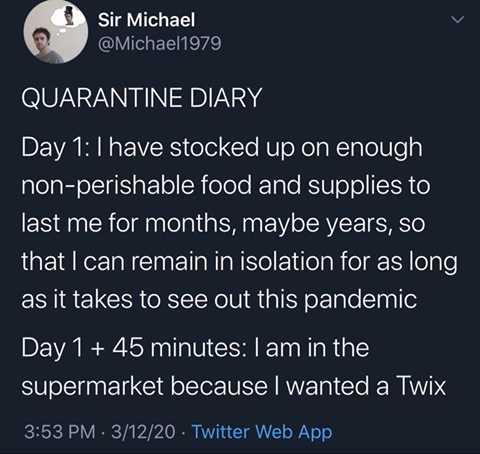 Sir Michael
@Michael1979
QUARANTINE DIARY
Day 1: I have stocked up on enough
non-perishable food and supplies to
last me for months, maybe years, so
that I can remain in isolation for as long
as it takes to see out this pandemic
Day 1 + 45 minutes: I am in the
supermarket because I wanted a Twix
3:53 PM · 3/12/20 · Twitter Web App